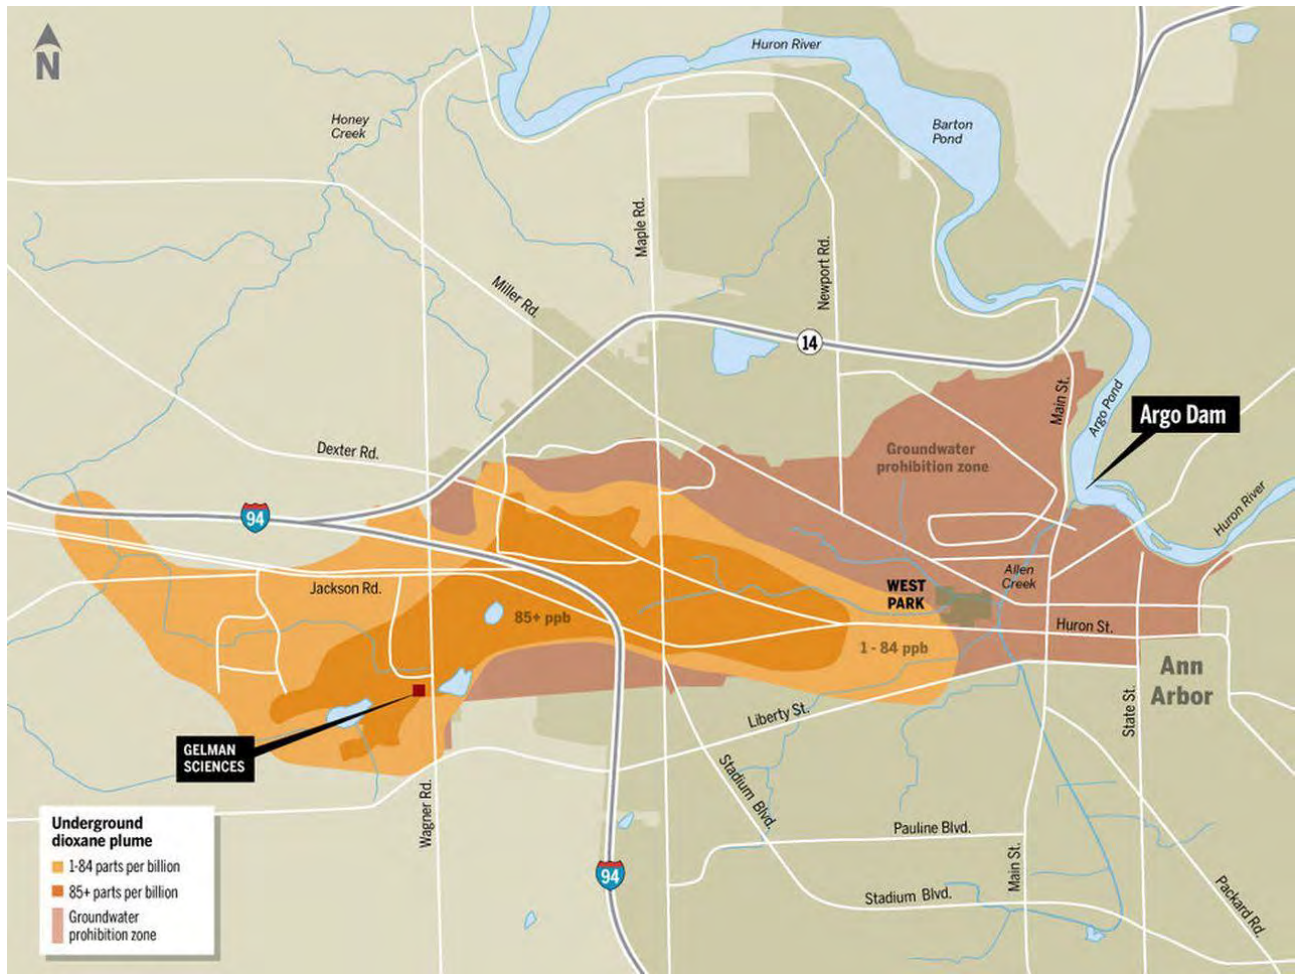 N
Huron River
Honey
Creek
Barton
Pond
Maple Rd.
Newport Rd.
Miller Rd.
14
Main St.
Argo Pond
Argo Dam
Dexter Rd.
Groundwater
prohibition zone
94
Huron River
Jackson Rd.
Allen
Creek
WEST
PARK
85+ ppb
1 - 84 ppb
Huron St.
Ann
Arbor
GELMAN
SCIENCES
Liberty St.
State St.
Wagner Rd.
Stadium Blvd.
Pauline Blvd.
Main St.
94
Stadium Blvd.
Packard Rd.
Underground
dioxane plume
1-84 parts per billion
85+ parts per billion
Groundwater
prohibition zone